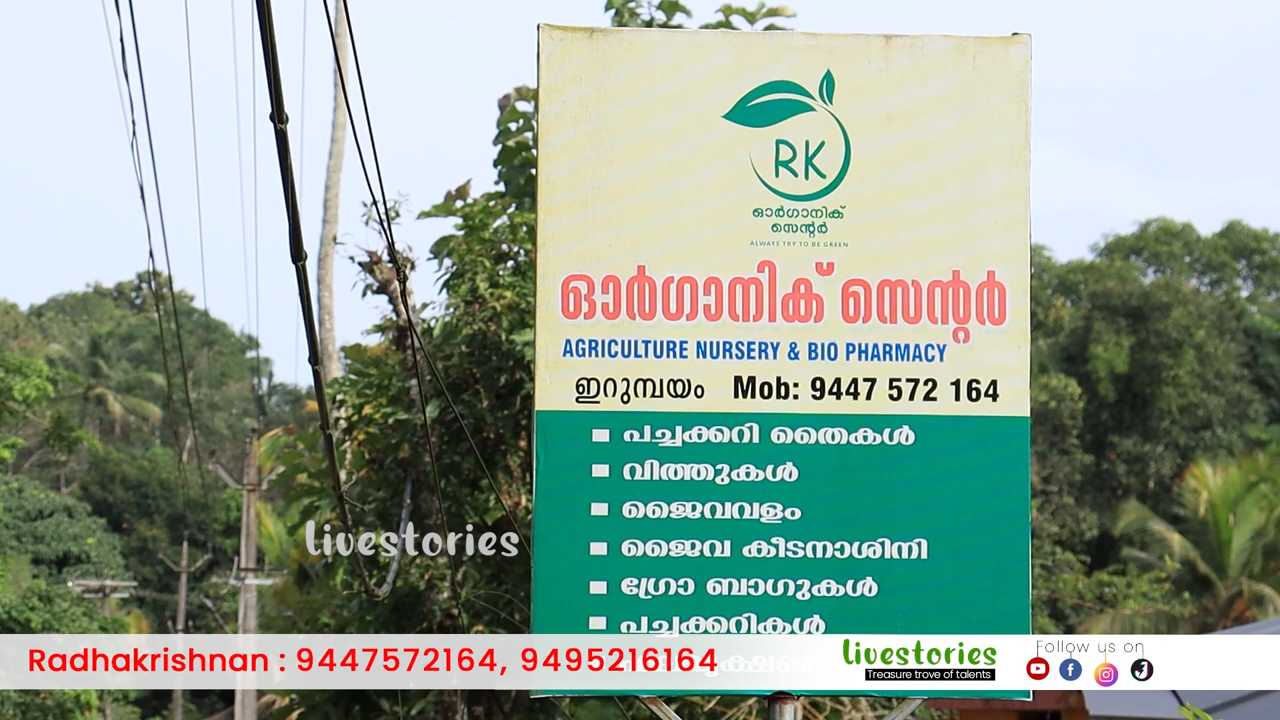 RK
ഓർഗാനിക്
സെന്റർ
ALWAYS TRY TO BE GREEN
ഓർഗാനിക് സെന്റർ
AGRICULTURE NURSERY & BIO PHARMACY
ഇറുമ്പയം Mob: 9447 572 164
പച്ചക്കറി തൈകൾ
വിത്തുകൾ
ജൈവവളം
ജൈവ കീടനാശിനി
ഗ്രോ ബാഗുകൾ
പച്ചക്കറികൾ
livestories
Radhakrishnan : 9447572164, 9495216164
livestories
Treasure trove of talents
Follow us on